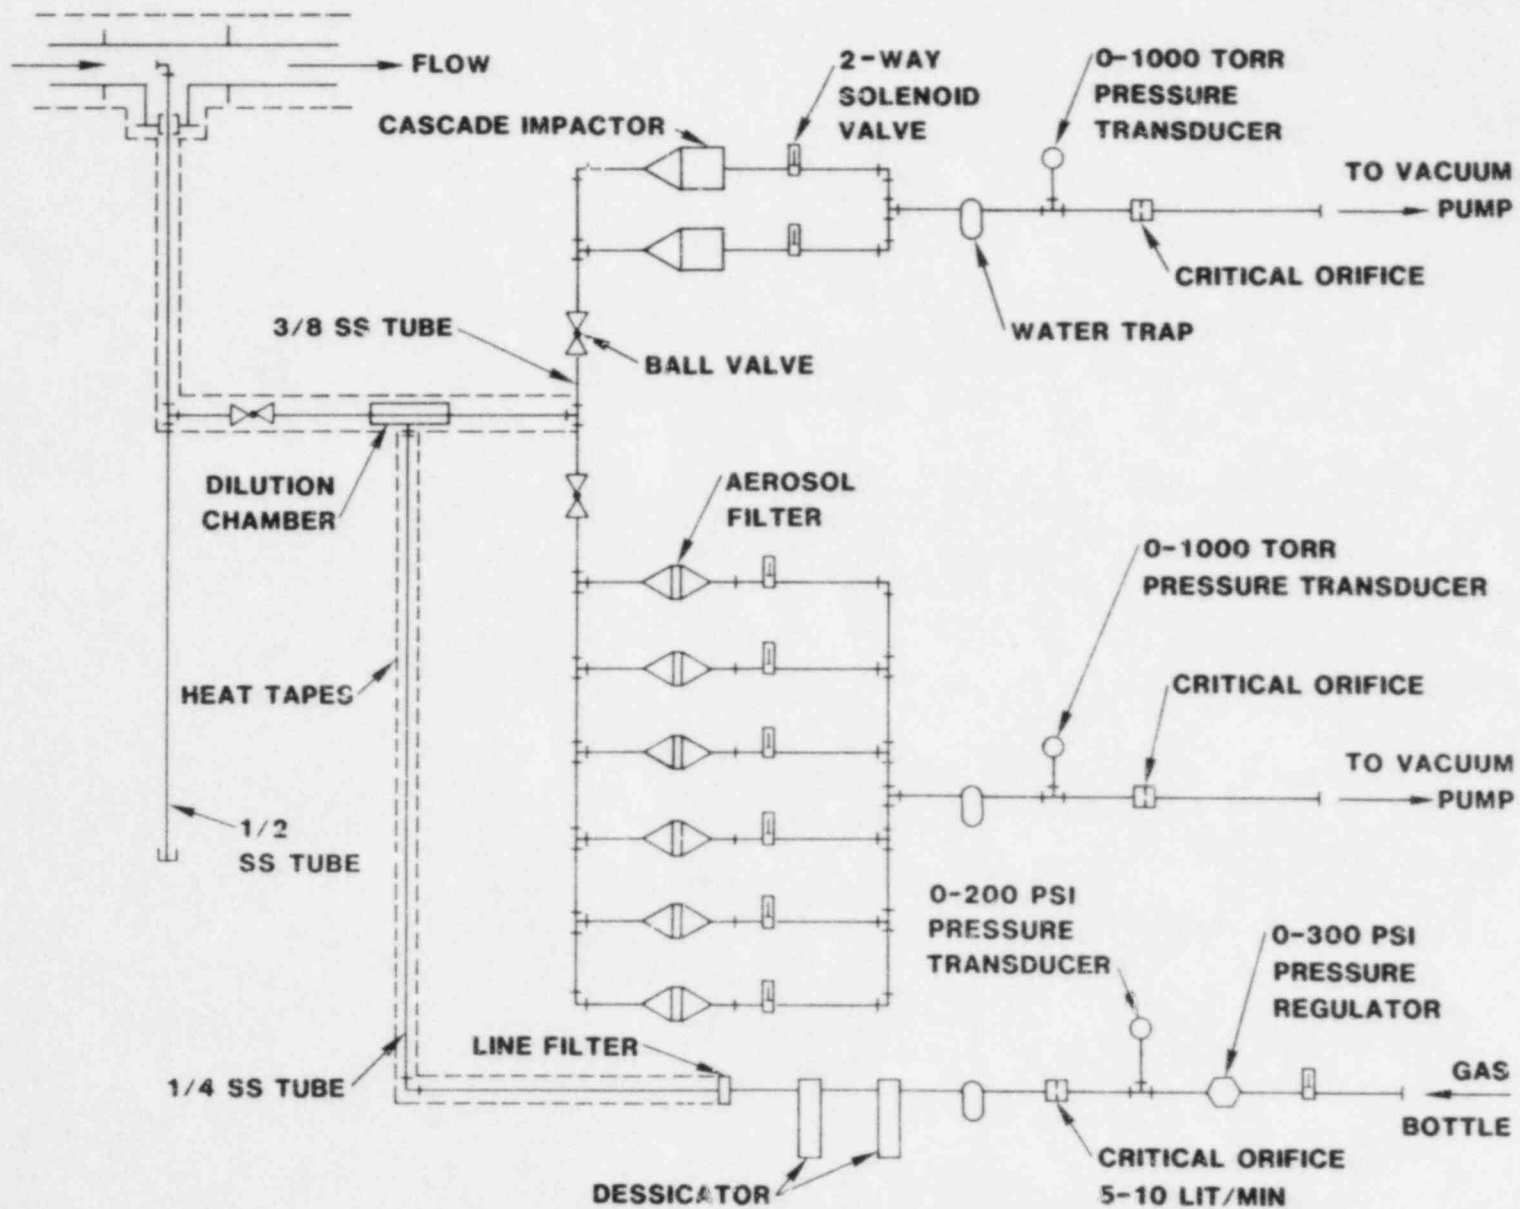 FLOW
CASCADE IMPACTOR
2-WAY
SOLENOID
VALVE
0-1000 TORR
PRESSURE
TRANSDUCER
TO VACUUM
PUMP
CRITICAL ORIFICE
WATER TRAP
3/8 SS TUBE
BALL VALVE
DILUTION
CHAMBER
AEROSOL
FILTER
0-1000 TORR
PRESSURE TRANSDUCER
HEAT TAPES
CRITICAL ORIFICE
TO VACUUM
PUMP
1/2
SS TUBE
0-200 PSI
PRESSURE
TRANSDUCER
0-300 PSI
PRESSURE
REGULATOR
LINE FILTER
1/4 SS TUBE
GAS
BOTTLE
CRITICAL ORIFICE
5-10 LIT/MIN
DESSICATOR